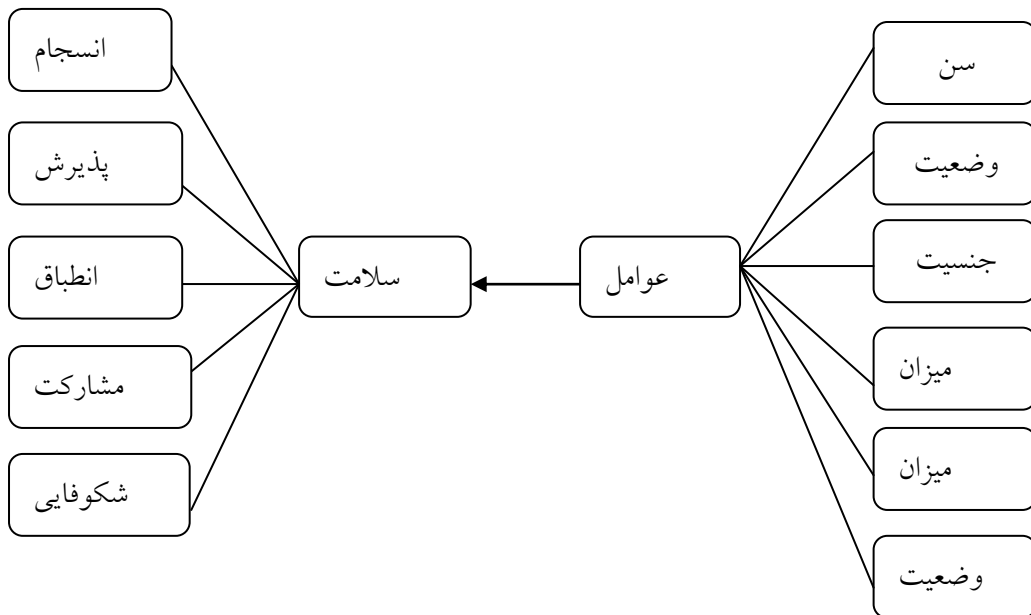 سن
وضعیت
جنسیت
میزان
میزان
وضعیت
عوامل
سلامت
انسجام
پذیرش
انطباق
مشارکت
شکوفایی